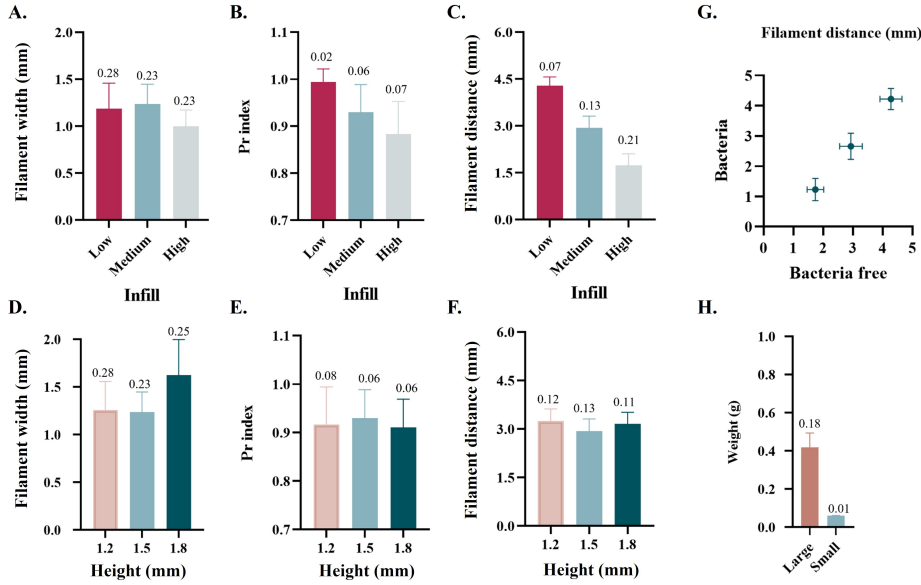 A.
Filament width (mm)
2.0
1.5
1.0
0.5
0.0
0.28
0.23
0.23
Low
Medium
High
Infill
B.
Pr index
1.1
1.0
0.9
0.8
0.7
0.02
0.06
0.07
Low
Medium
High
Infill
C.
Filament distance (mm)
6.0
4.5
3.0
1.5
0.0
0.07
0.13
0.21
Low
Medium
High
Infill
G.
Filament distance (mm)
Bacteria
5
4
3
2
1
0
0
1
2
3
4
5
Bacteria free
D.
Filament width (mm)
2.0
1.5
1.0
0.5
0.0
0.28
0.23
0.25
1.2
1.5
1.8
Height (mm)
E.
Pr index
1.1
1.0
0.9
0.8
0.7
0.08
0.06
0.06
1.2
1.5
1.8
Height (mm)
F.
Filament distance (mm)
6.0
4.5
3.0
1.5
0.0
0.12
0.13
0.11
1.2
1.5
1.8
Height (mm)
H.
Weight (g)
1.0
0.8
0.6
0.4
0.2
0.0
0.18
0.01
Large
Small